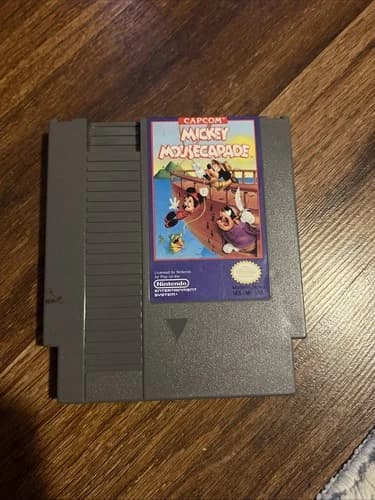 CAPCOM
MICKEY
MOUSECAPADE
Licensed by Nintendo
for Play on the
Nintendo
ENTERTAINMENT
SYSTEM